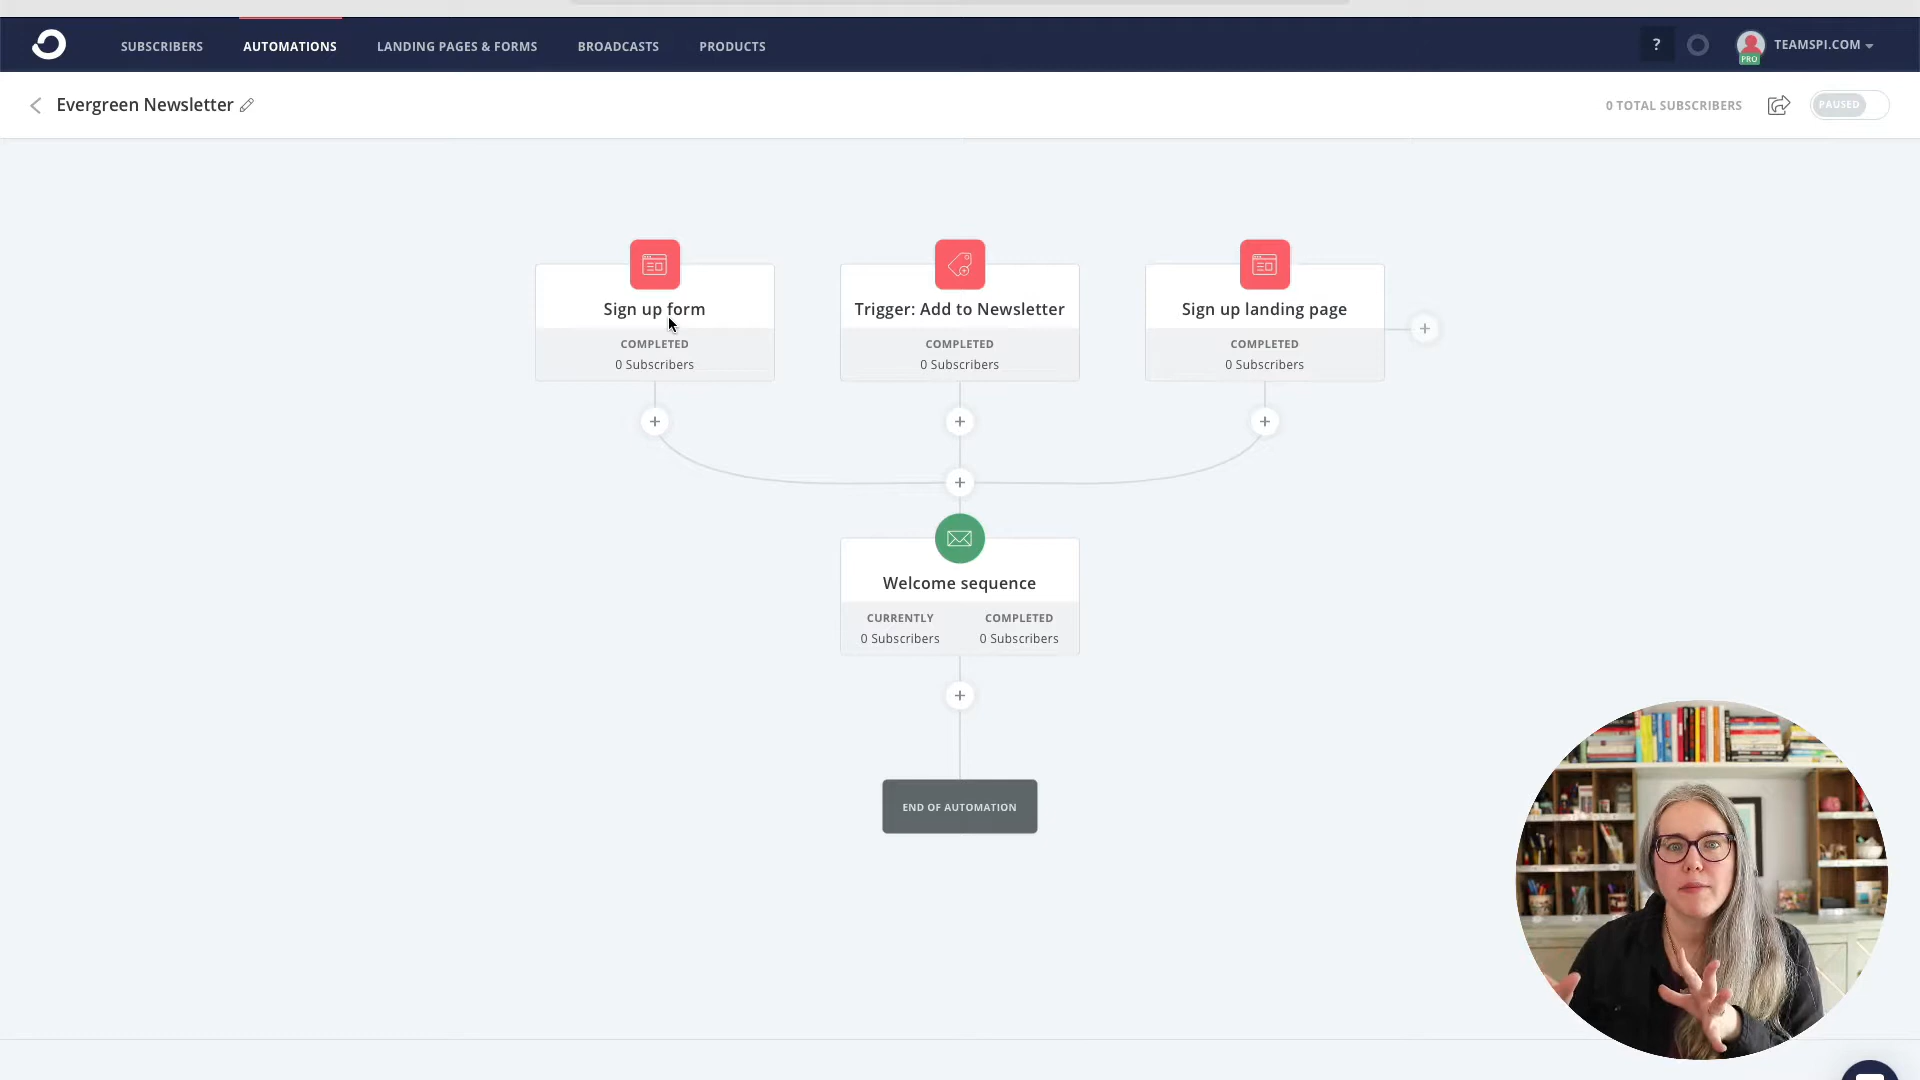 SUBSCRIBERS AUTOMATIONS LANDING PAGES & FORMS BROADCASTS PRODUCTS ? TEAMSPI.COM
PRO
Evergreen Newsletter 0 TOTAL SUBSCRIBERS PAUSED
Sign up form Trigger: Add to Newsletter Sign up landing page
COMPLETED COMPLETED COMPLETED
0 Subscribers 0 Subscribers 0 Subscribers
Welcome sequence
CURRENTLY COMPLETED
0 Subscribers 0 Subscribers
END OF AUTOMATION